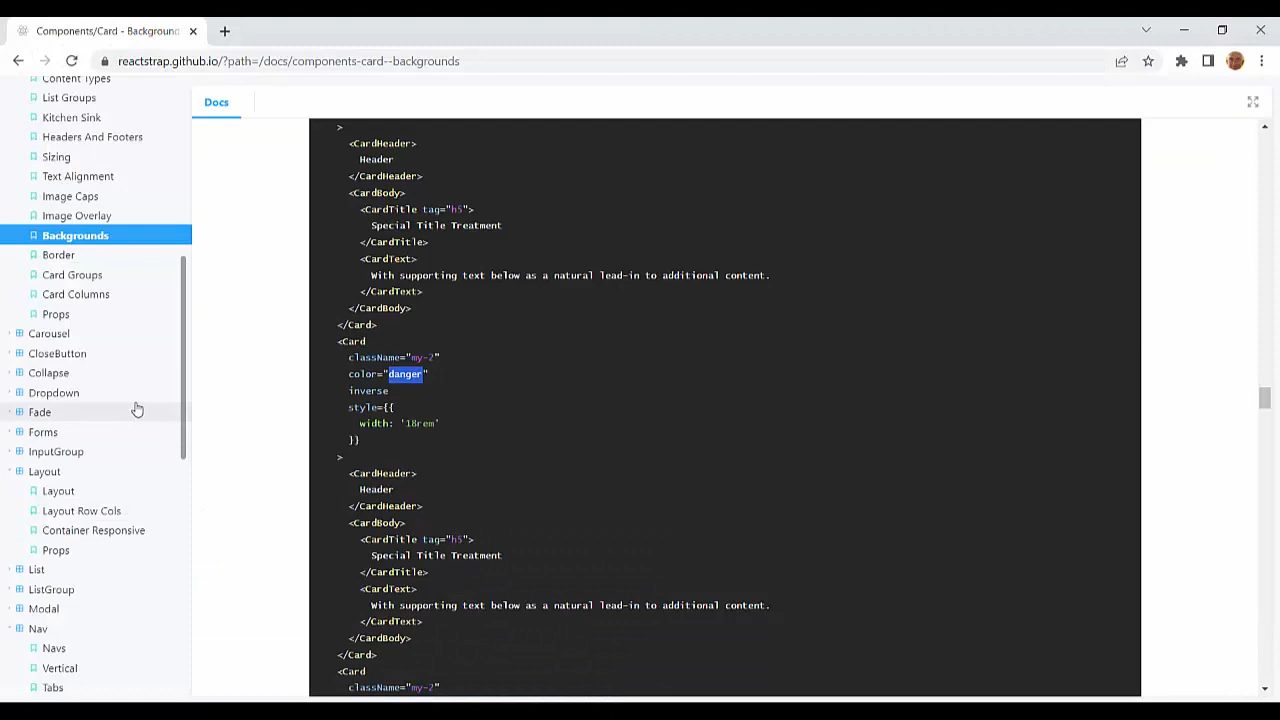 Components/Card - Background
reactstrap.github.io/?path=/docs/components-card--backgrounds
Content Types
List Groups
Kitchen Sink
Headers And Footers
Sizing
Text Alignment
Image Caps
Image Overlay
Backgrounds
Border
Card Groups
Card Columns
Props
Carousel
CloseButton
Collapse
Dropdown
Fade
Forms
InputGroup
Layout
Layout
Layout Row Cols
Container Responsive
Props
List
ListGroup
Modal
Nav
Navs
Vertical
Tabs
Docs
>
<CardHeader>
Header
</CardHeader>
<CardBody>
<CardTitle tag="h5">
Special Title Treatment
</CardTitle>
<CardText>
With supporting text below as a natural lead-in to additional content.
</CardText>
</CardBody>
</Card>
<Card
className="my-2"
color="danger"
inverse
style={{
width: '18rem'
}}
>
<CardHeader>
Header
</CardHeader>
<CardBody>
<CardTitle tag="h5">
Special Title Treatment
</CardTitle>
<CardText>
With supporting text below as a natural lead-in to additional content.
</CardText>
</CardBody>
</Card>
<Card
className="my-2"